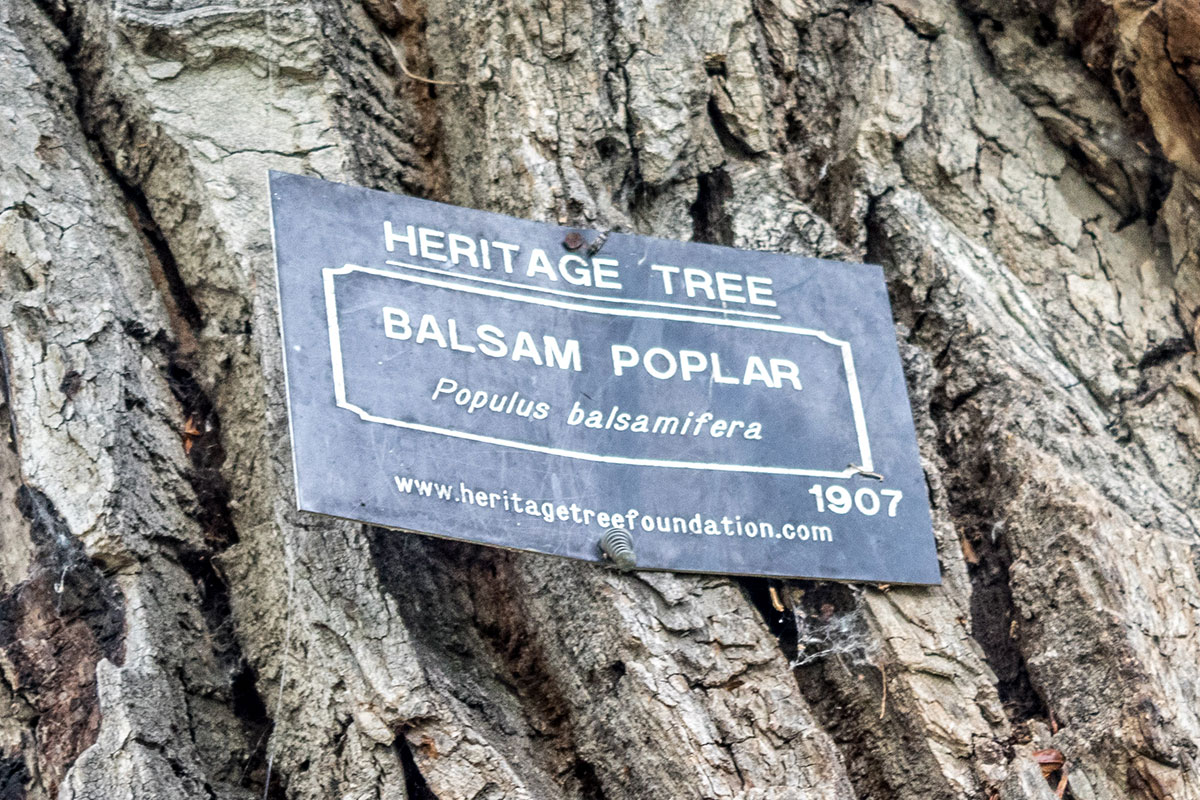 HERITAGE TREE
BALSAM POPLAR
Populus balsamifera
1907
www.heritagetreefoundation.com